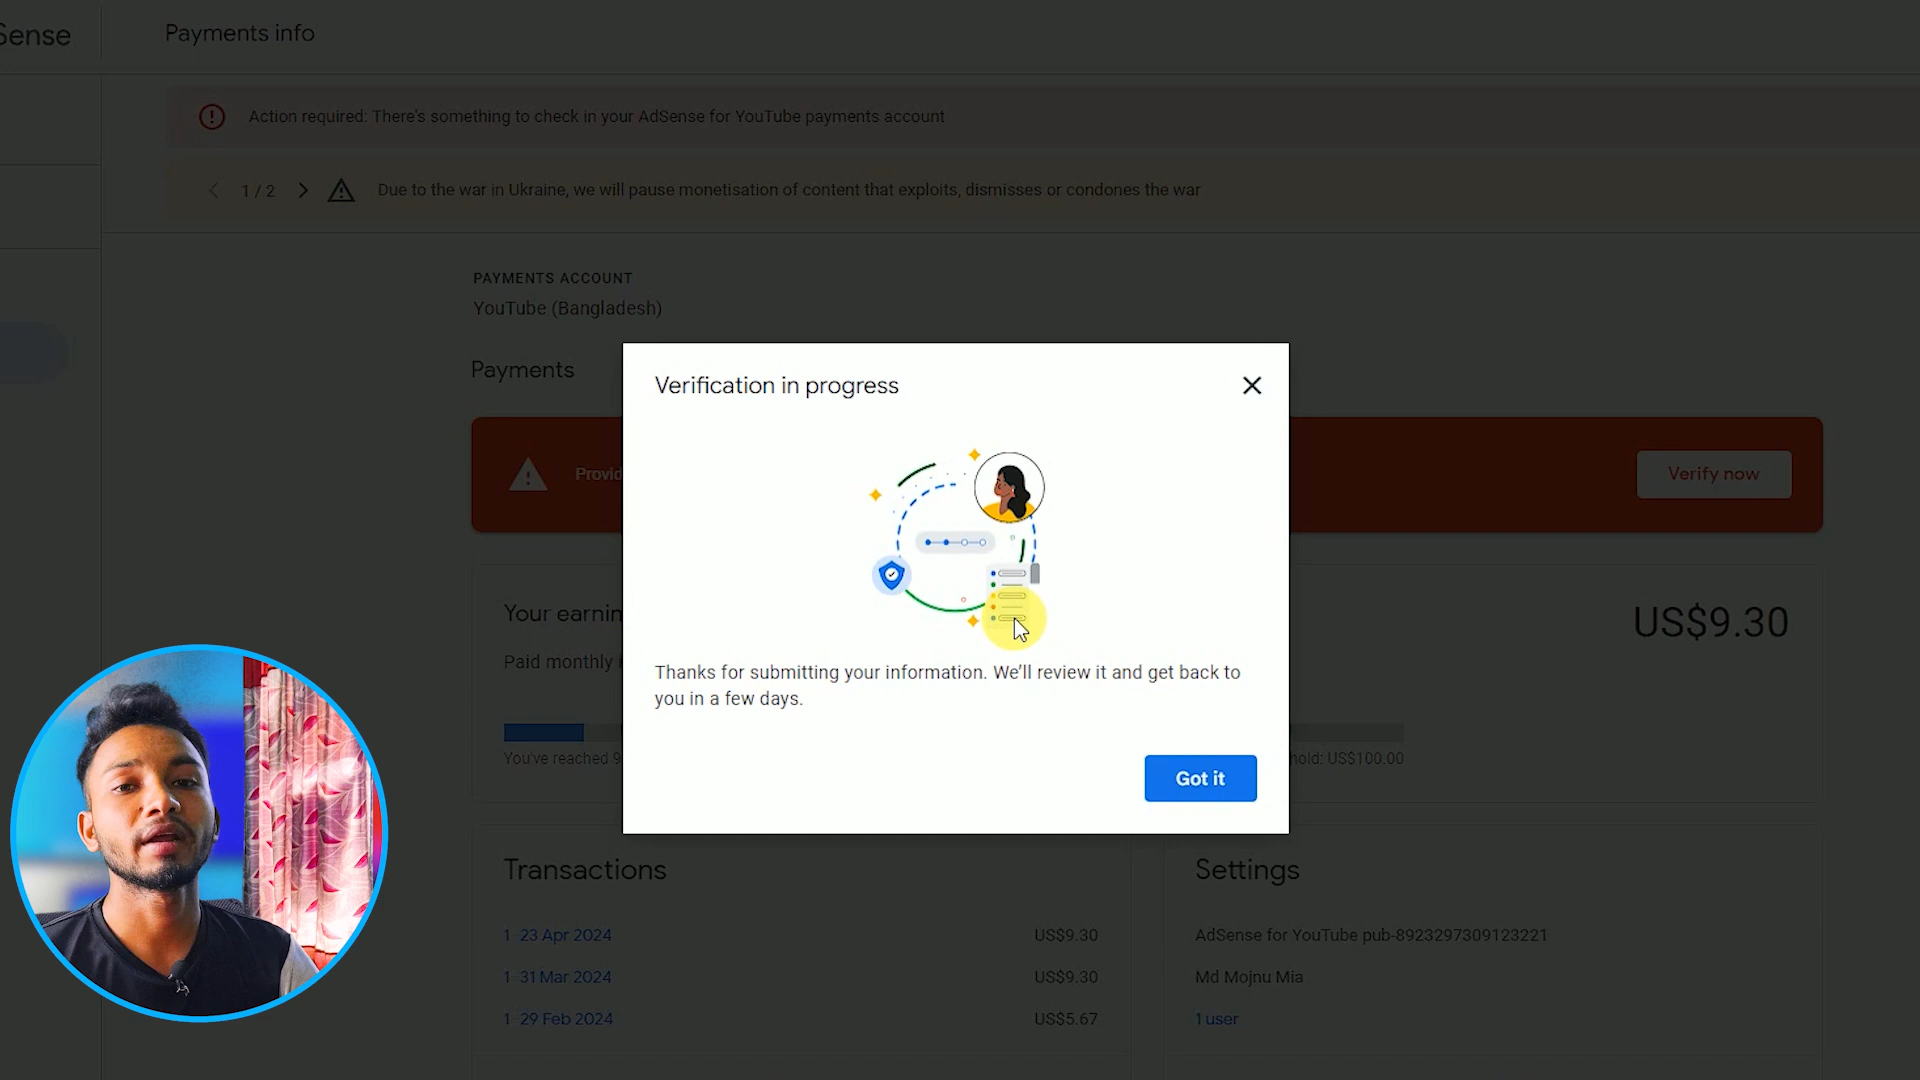 Sense
Payments info
Action required: There's something to check in your AdSense for YouTube payments account
1 / 2
Due to the war in Ukraine, we will pause monetisation of content that exploits, dismisses or condones the war
PAYMENTS ACCOUNT
YouTube (Bangladesh)
Payments
Verification in progress
Verify now
Your
US$9.30
Paid monthly
Thanks for submitting your information. We'll review it and get back to
you in a few days.
You've reached
US$100.00
Got it
Transactions
1–23 Apr 2024 US$9.30
1–31 Mar 2024 US$9.30
1–29 Feb 2024 US$5.67
Settings
AdSense for YouTube pub-8923297309123221
Md Mojnu Mia
1 user